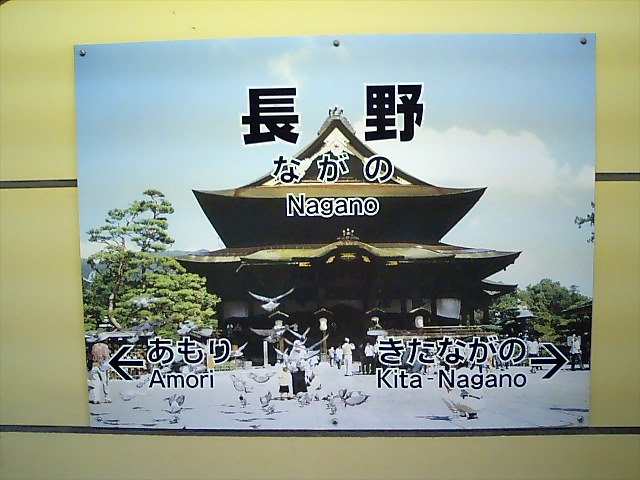 長野
ながの
Nagano
←あもり
Amori
きたながの→
Kita-Nagano